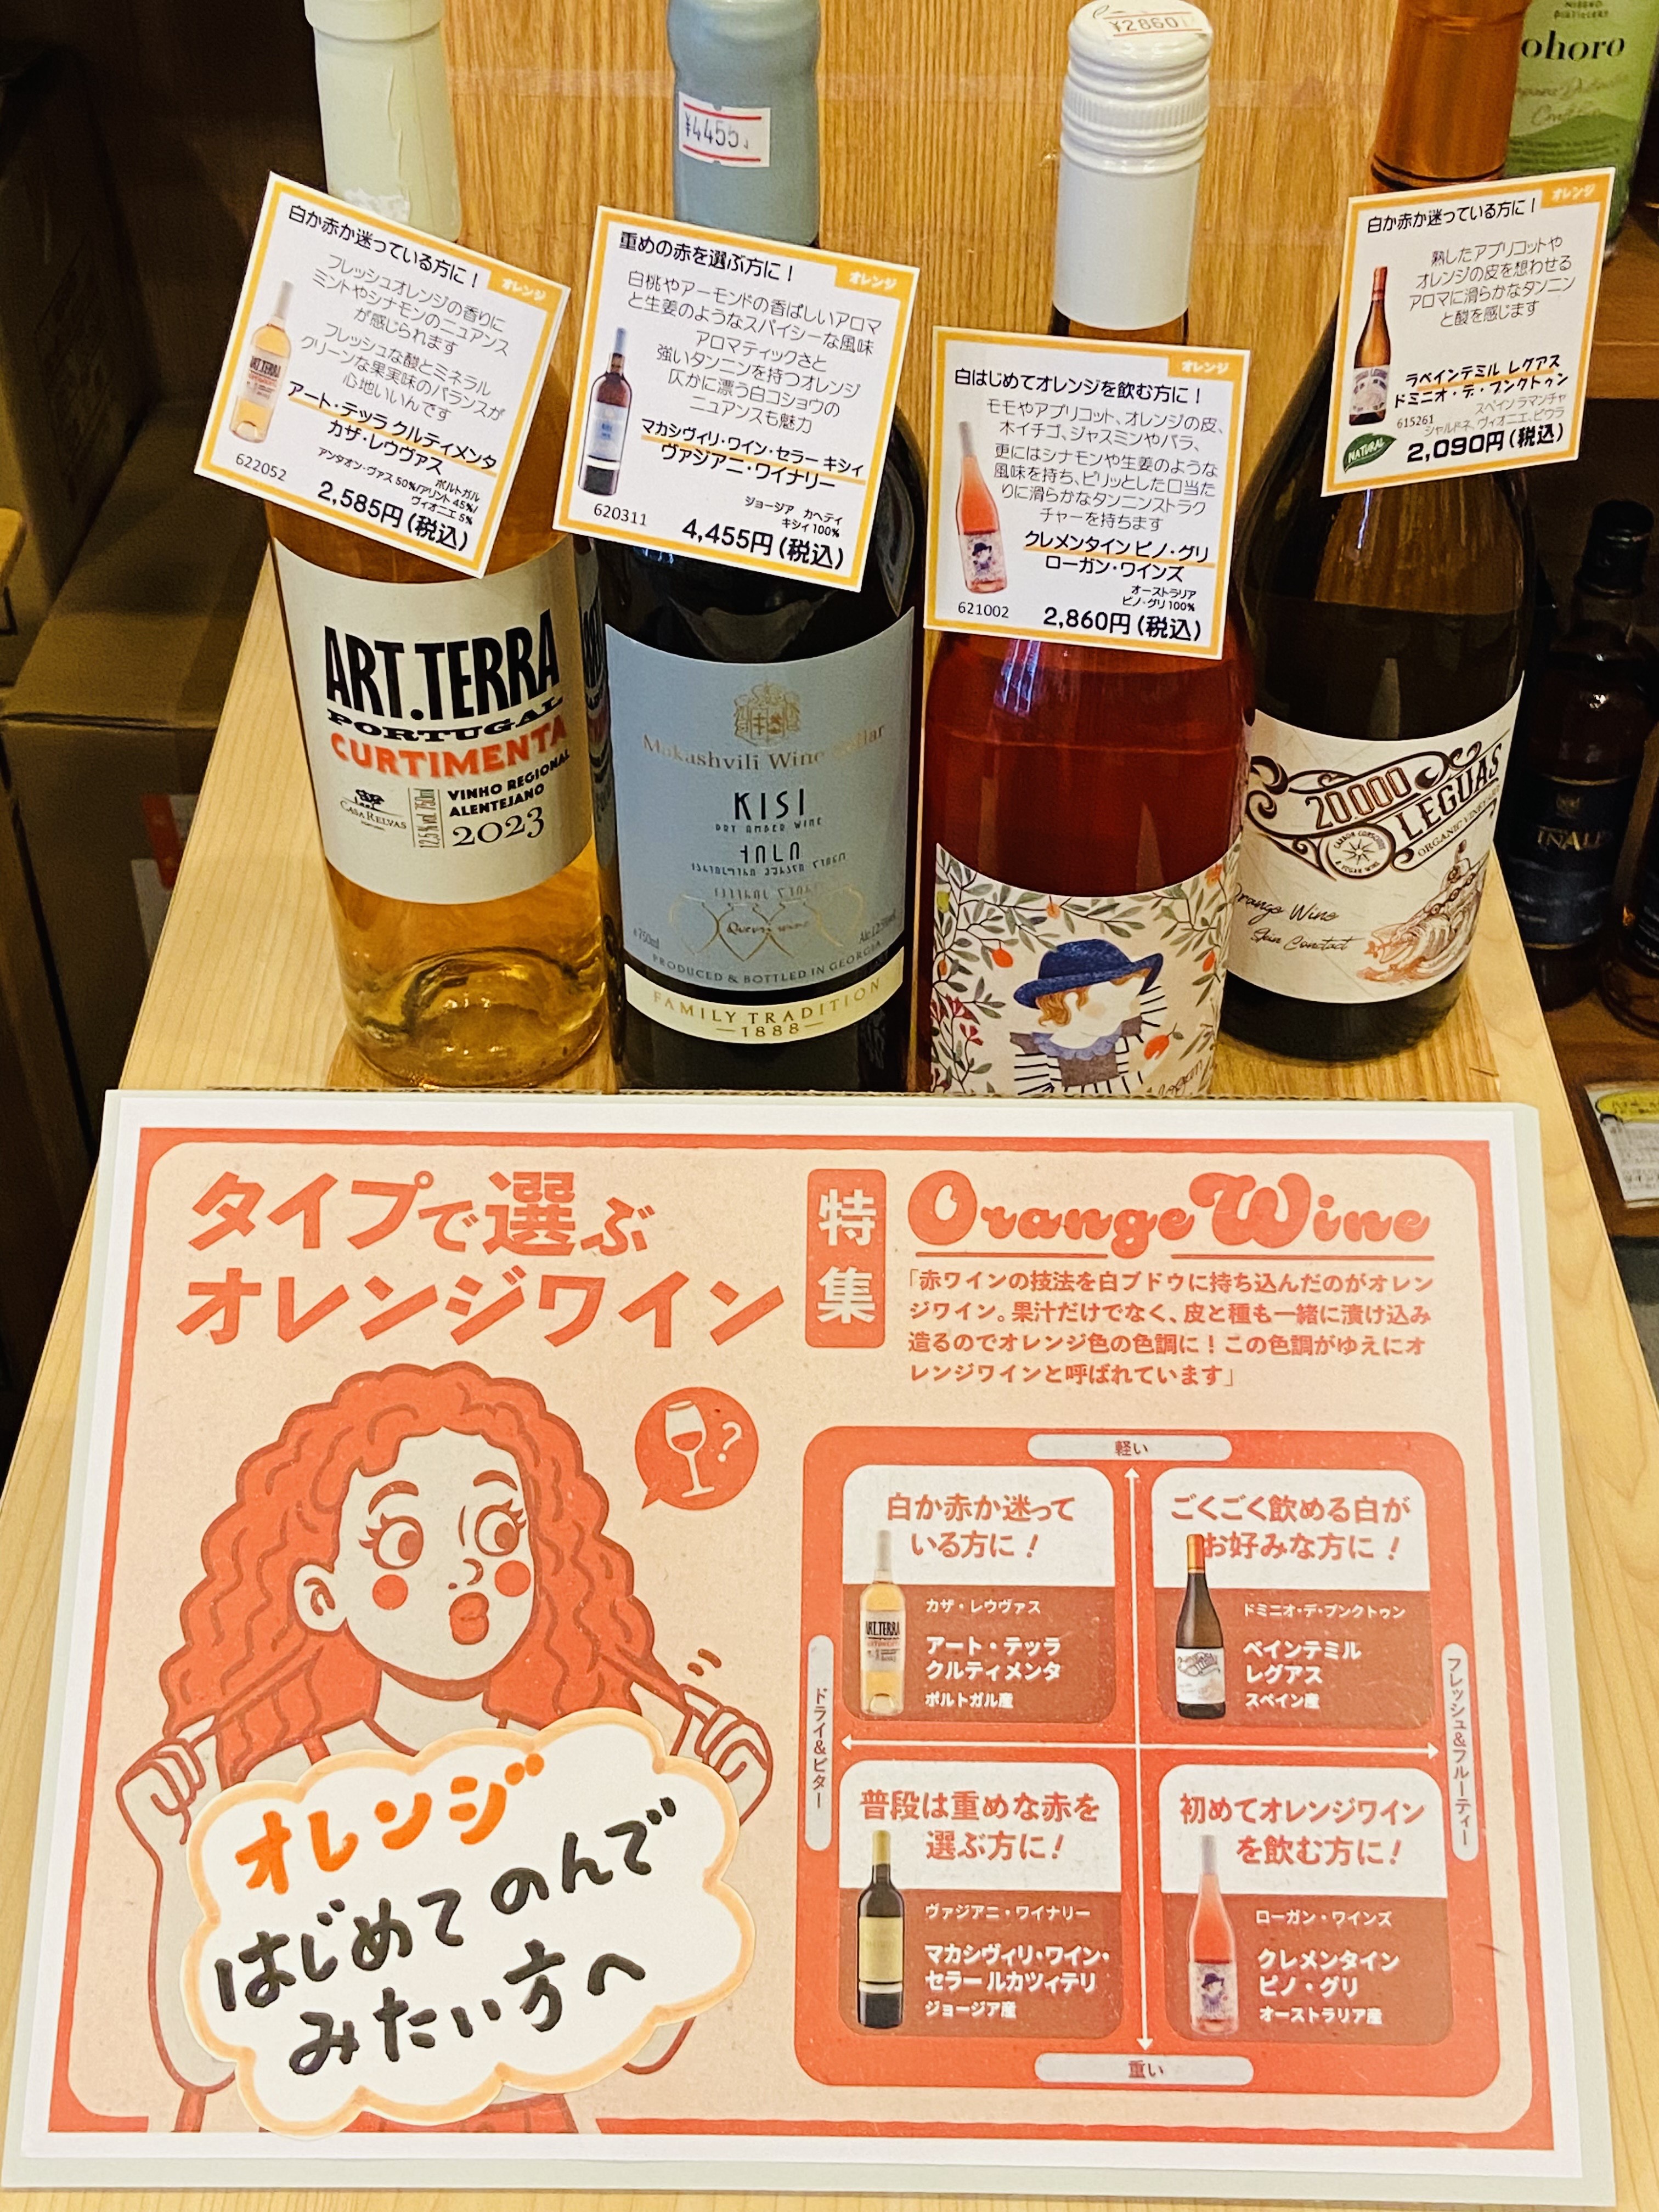 ¥4455
¥2860
ohoro
白か赤か迷っている方に！
オレンジ
フレッシュオレンジの香りに
ミントやシナモンのニュアンス
が感じられます
フレッシュな酸とミネラル
クリーンな果実味のバランスが
心地いいんです
アート・テッラ クルティメンタ
カザ・レウヴァス
622052
ポルトガル
アンタオン・ヴァス 50%/アリント 45%/
ヴィオニエ 5%
2,585円(税込)
重めの赤を選ぶ方に！
オレンジ
白桃やアーモンドの香ばしいアロマ
と生姜のようなスパイシーな風味
アロマティックさと
強いタンニンを持つオレンジ
仄かに漂う白コショウの
ニュアンスも魅力
マカシヴィリ・ワイン・セラー キシィ
ヴァジアニ・ワイナリー
620311
ジョージア カヘティ
キシィ 100%
4,455円(税込)
オレンジ
白はじめてオレンジを飲む方に！
モモやアプリコット、オレンジの皮、
木イチゴ、ジャスミンやバラ、
更にはシナモンや生姜のような
風味を持ち、ピリッとした口当た
りに滑らかなタンニンストラク
チャーを持ちます
クレメンタイン ピノ・グリ
ローガン・ワインズ
オーストラリア
ピノ・グリ 100%
621002
2,860円(税込)
オレンジ
白か赤か迷っている方に！
熟したアプリコットや
オレンジの皮を想わせる
アロマに滑らかなタンニン
と酸を感じます
ラベインテミル レグアス
ドミニオ・デ・プンクトゥン
615261
スペイン ラマンチャ
シャルドネ、ヴィオニエ、ビウラ
NATURAL
2,090円(税込)
ART.TERRA
PORTUGAL
CURTIMENTA
CASA RELVAS
12,5% vol. 750ml
VINHO REGIONAL
ALENTEJANO
2023
Makashvili Wine Cellar
KISI
DRY AMBER WINE
Qvevri wine
750ml
PRODUCED & BOTTLED IN GEORGIA
FAMILY TRADITION
1888
20.000
LEGUAS
ORGANIC VINEYARDS
Orange Wine
Skin Contact
タイプで選ぶ
オレンジワイン
特集
Orange Wine
「赤ワインの技法を白ブドウに持ち込んだのがオレン
ジワイン。果汁だけでなく、皮と種も一緒に漬け込み
造るのでオレンジ色の色調に！この色調がゆえにオ
レンジワインと呼ばれています」
?
軽い
白か赤か迷って
いる方に！
カザ・レウヴァス
アート・テッラ
クルティメンタ
ポルトガル産
ごくごく飲める白が
お好みな方に！
ドミニオ・デ・プンクトゥン
ベインテミル
レグアス
スペイン産
ドライ&ビター
フレッシュ&フルーティー
普段は重めな赤を
選ぶ方に！
ヴァジアニ・ワイナリー
マカシヴィリ・ワイン・
セラー ルカツィテリ
ジョージア産
初めてオレンジワイン
を飲む方に！
ローガン・ワインズ
クレメンタイン
ピノ・グリ
オーストラリア産
重い
オレンジ
はじめてのんで
みたい方へ